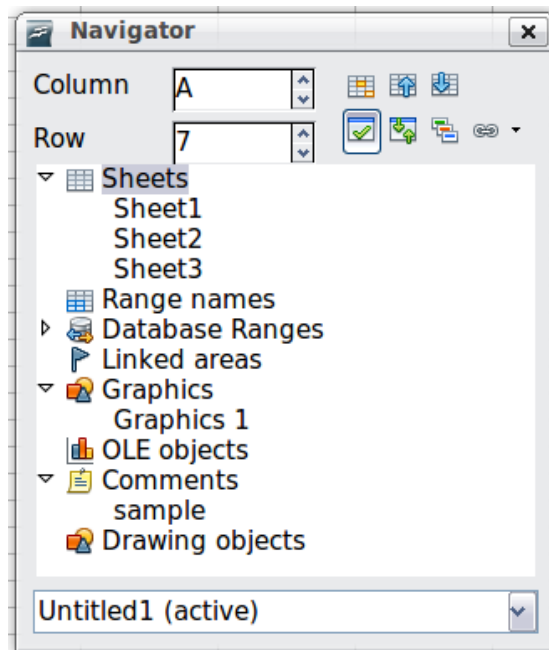 Navigator
Column A
Row 7
Sheets
Sheet1
Sheet2
Sheet3
Range names
Database Ranges
Linked areas
Graphics
Graphics 1
OLE objects
Comments
sample
Drawing objects
Untitled1 (active)